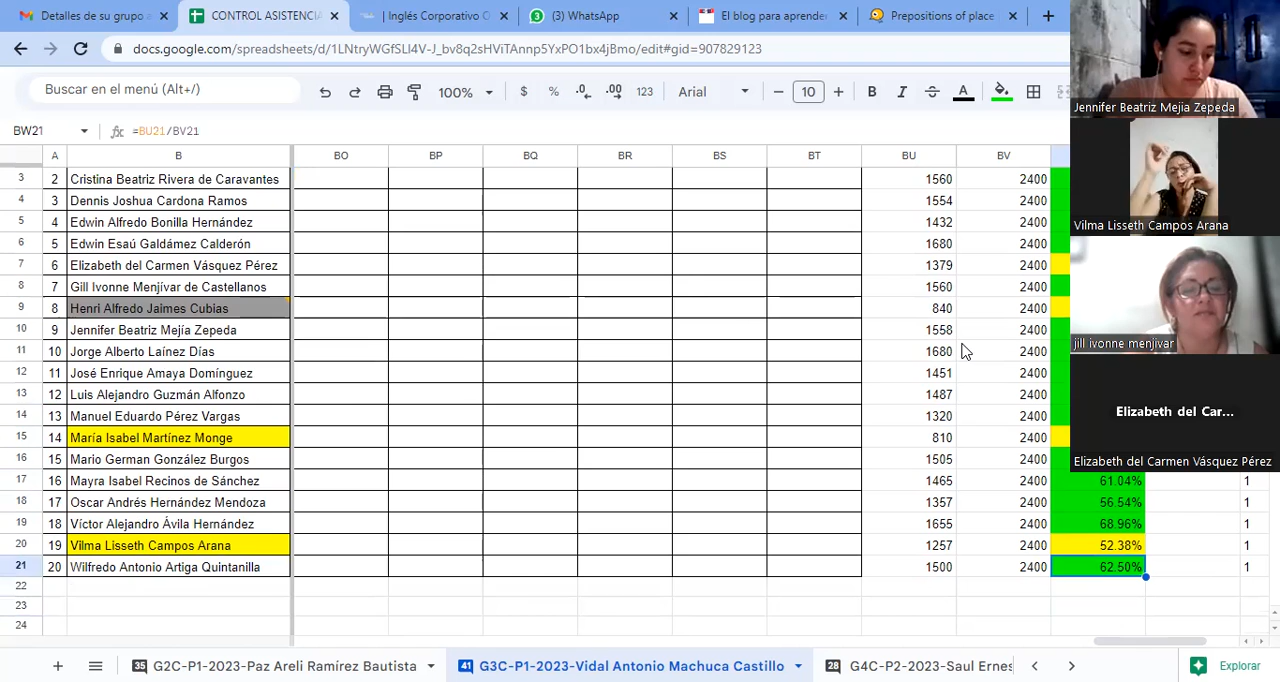 Detalles de su grupo
CONTROL ASISTENCIA
Inglés Corporativo O
3 (3) WhatsApp
El blog para aprender
Prepositions of place
docs.google.com/spreadsheets/d/1LNtryWGfSLI4V-J_bv8q2sHViTAnnp5YxPO1bx4jBmo/edit#gid=907829123
Buscar en el menú (Alt+/)
100%
$ % .0 .00 123
Arial
10
B I A
BW21
fx =BU21/BV21
A B BO BP BQ BR BS BT BU BV
3 2 Cristina Beatriz Rivera de Caravantes 1560 2400
4 3 Dennis Joshua Cardona Ramos 1554 2400
5 4 Edwin Alfredo Bonilla Hernández 1432 2400
6 5 Edwin Esaú Galdámez Calderón 1680 2400
7 6 Elizabeth del Carmen Vásquez Pérez 1379 2400
8 7 Gill Ivonne Menjívar de Castellanos 1560 2400
9 8 Henri Alfredo Jaimes Cubias 840 2400
10 9 Jennifer Beatriz Mejía Zepeda 1558 2400
11 10 Jorge Alberto Laínez Días 1680 2400
12 11 José Enrique Amaya Domínguez 1451 2400
13 12 Luis Alejandro Guzmán Alfonzo 1487 2400
14 13 Manuel Eduardo Pérez Vargas 1320 2400
15 14 María Isabel Martínez Monge 810 2400
16 15 Mario German González Burgos 1505 2400
17 16 Mayra Isabel Recinos de Sánchez 1465 2400 61.04% 1
18 17 Oscar Andrés Hernández Mendoza 1357 2400 56.54% 1
19 18 Víctor Alejandro Ávila Hernández 1655 2400 68.96% 1
20 19 Vilma Lisseth Campos Arana 1257 2400 52.38% 1
21 20 Wilfredo Antonio Artiga Quintanilla 1500 2400 62.50% 1
22
23
24
35 G2C-P1-2023-Paz Areli Ramírez Bautista
41 G3C-P1-2023-Vidal Antonio Machuca Castillo
28 G4C-P2-2023-Saul Ernes
Explorar
Jennifer Beatriz Mejia Zepeda
Vilma Lisseth Campos Arana
jill ivonne menjivar
Elizabeth del Car...
Elizabeth del Carmen Vásquez Pérez